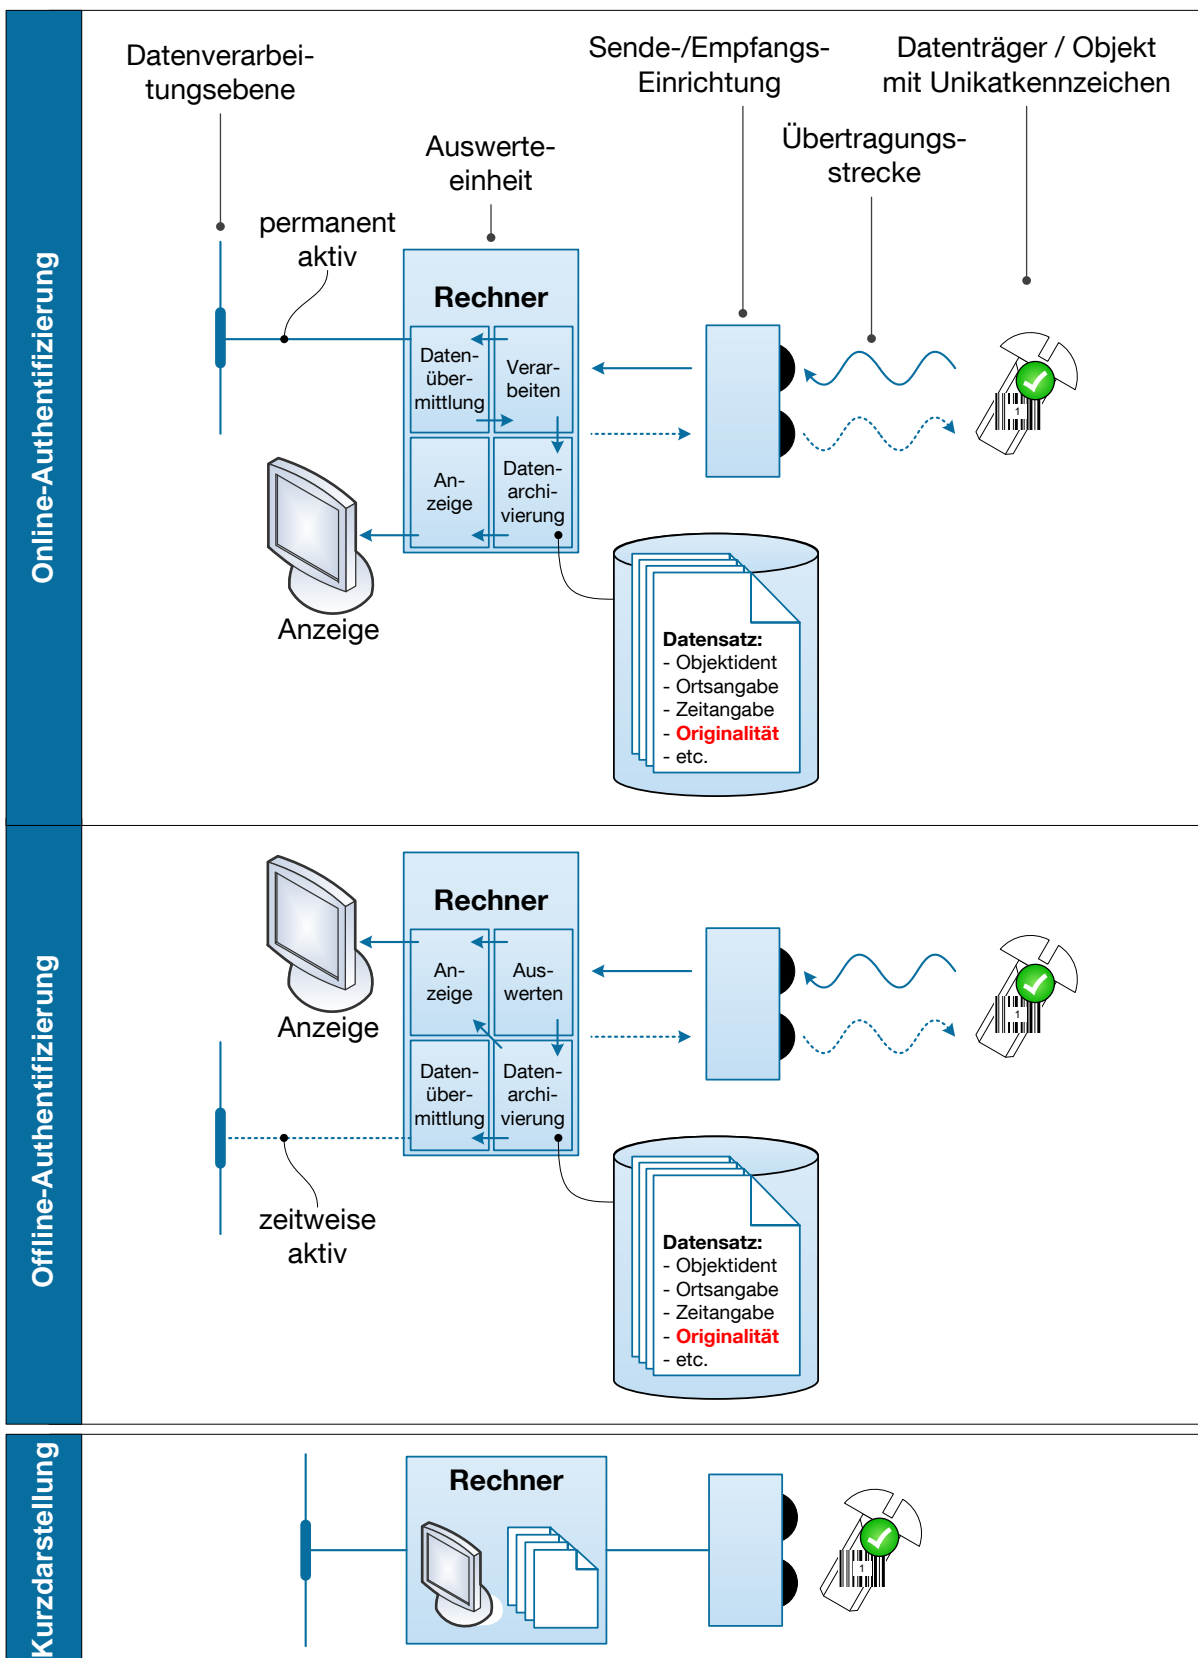 Online-Authentifizierung
Datenverarbei-
tungsebene
Auswerte-
einheit
Sende-/Empfangs-
Einrichtung
Übertragungs-
strecke
Datenträger / Objekt
mit Unikatkennzeichen
permanent
aktiv
Rechner
Daten-
über-
mittlung
Verar-
beiten
An-
zeige
Daten-
archi-
vierung
1
Anzeige
Datensatz:
- Objektident
- Ortsangabe
- Zeitangabe
- Originalität
- etc.
Offline-Authentifizierung
Rechner
An-
zeige
Aus-
werten
Daten-
über-
mittlung
Daten-
archi-
vierung
1
Anzeige
zeitweise
aktiv
Datensatz:
- Objektident
- Ortsangabe
- Zeitangabe
- Originalität
- etc.
Kurzdarstellung
Rechner
1